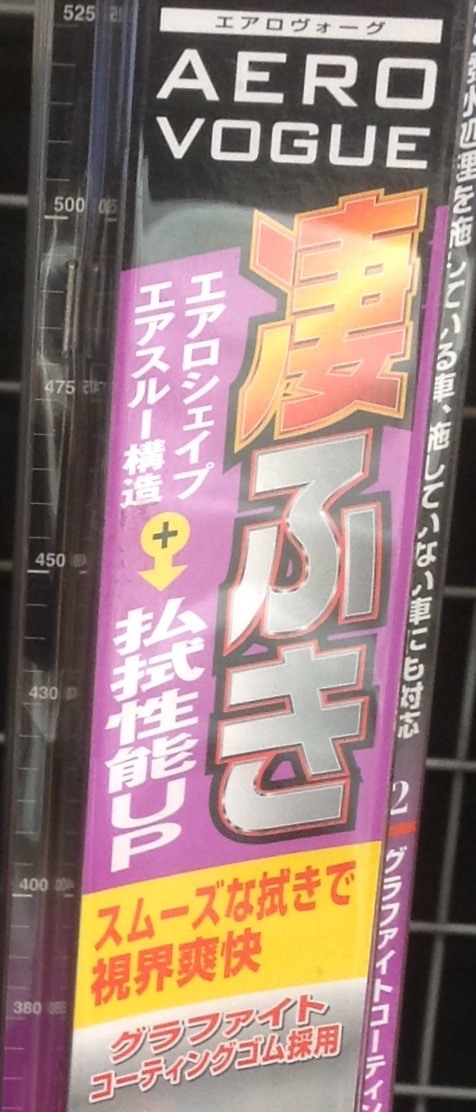 エアロヴォーグ
AERO
VOGUE
凄ふき
エアロシェイプ
エアスルー構造
+
払拭性能UP
スムーズな拭きで
視界爽快
グラファイト
コーティングゴム採用
処理を施している車、施していない車にも対応
2
グラファイトコーティン
525
500
475
450
430
400
380